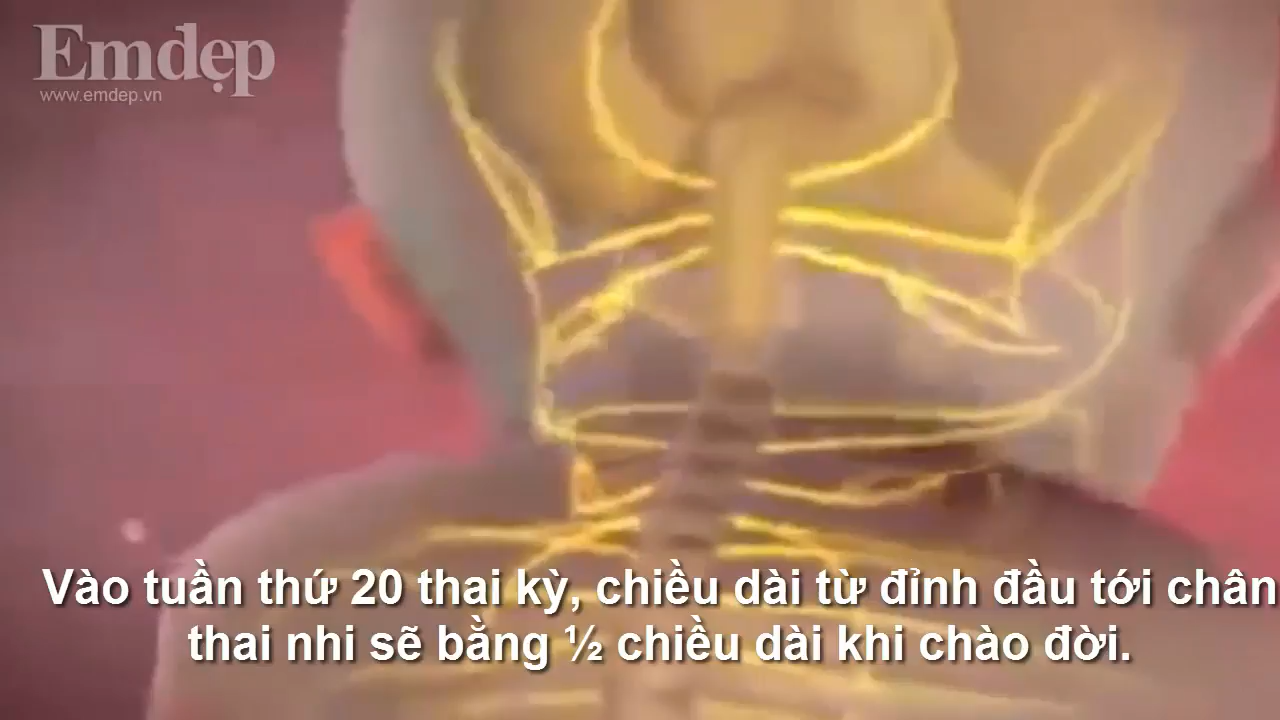 Emdẹp
www.emdep.vn
Vào tuần thứ 20 thai kỳ, chiều dài từ đỉnh đầu tới chân
thai nhi sẽ bằng ½ chiều dài khi chào đời.